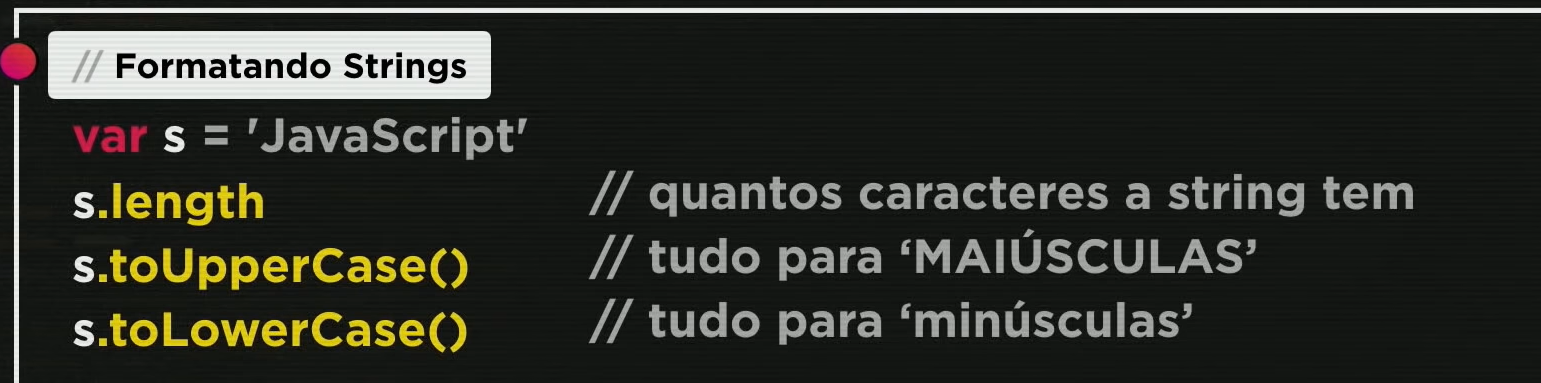 // Formatando Strings
var s = 'JavaScript'
s.length // quantos caracteres a string tem
s.toUpperCase() // tudo para ‘MAIÚSCULAS’
s.toLowerCase() // tudo para ‘minúsculas’